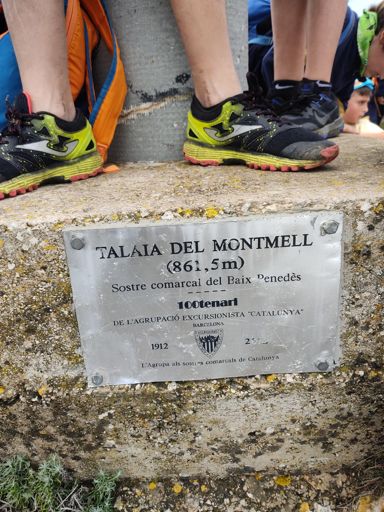 TALAIA DEL MONTMELL
(861,5m)
Sostre comarcal del Baix Penedès
100tenari
DE L'AGRUPACIÓ EXCURSIONISTA "CATALUNYA"
BARCELONA
1912
L'Agrupa als sostres comarcals de Catalunya